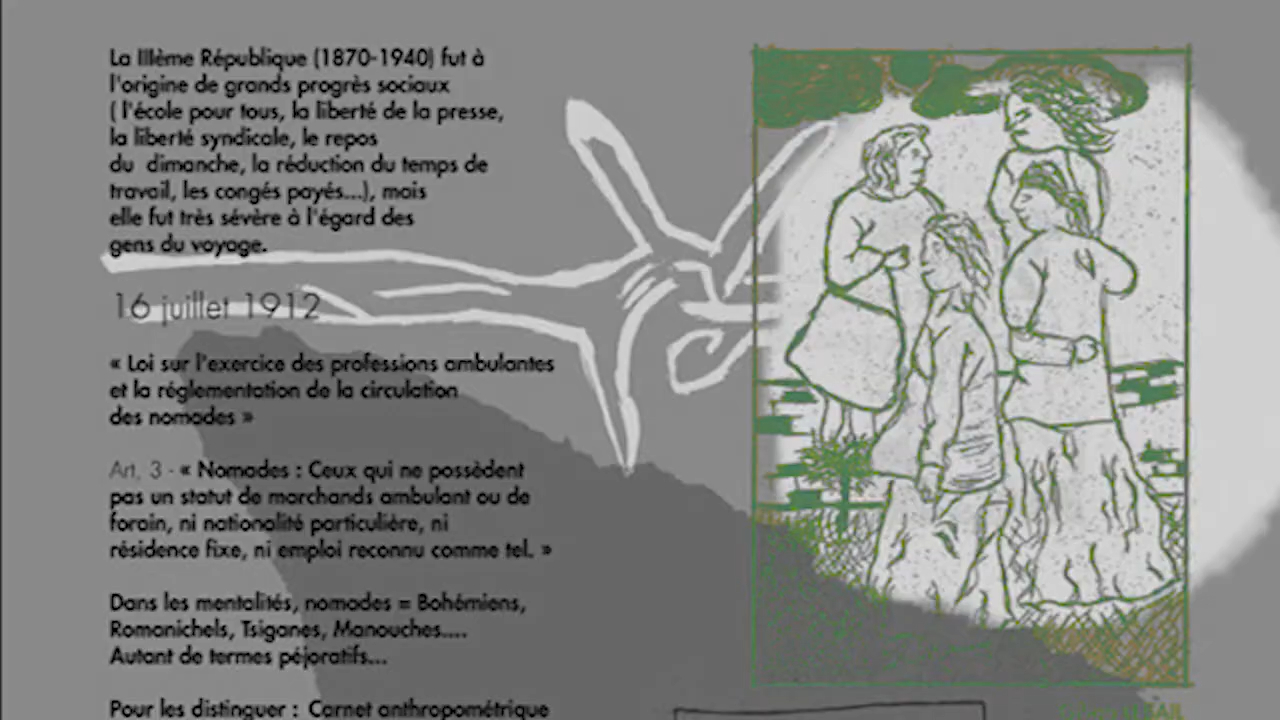 La IIIème République (1870-1940) fut à
l'origine de grands progrès sociaux
( l'école pour tous, la liberté de la presse,
la liberté syndicale, le repos
du dimanche, la réduction du temps de
travail, les congés payés...), mais
elle fut très sévère à l'égard des
gens du voyage.
16 juillet 1912
« Loi sur l'exercice des professions ambulantes
et la réglementation de la circulation
des nomades »
Art, 3 - « Nomades : Ceux qui ne possèdent
pas un statut de marchands ambulant ou de
forain, ni nationalité particulière, ni
résidence fixe, ni emploi reconnu comme tel. »
Dans les mentalités, nomades = Bohémiens,
Romanichels, Tsiganes, Manouches....
Autant de termes péjoratifs...
Pour les distinguer : Carnet anthropométrique